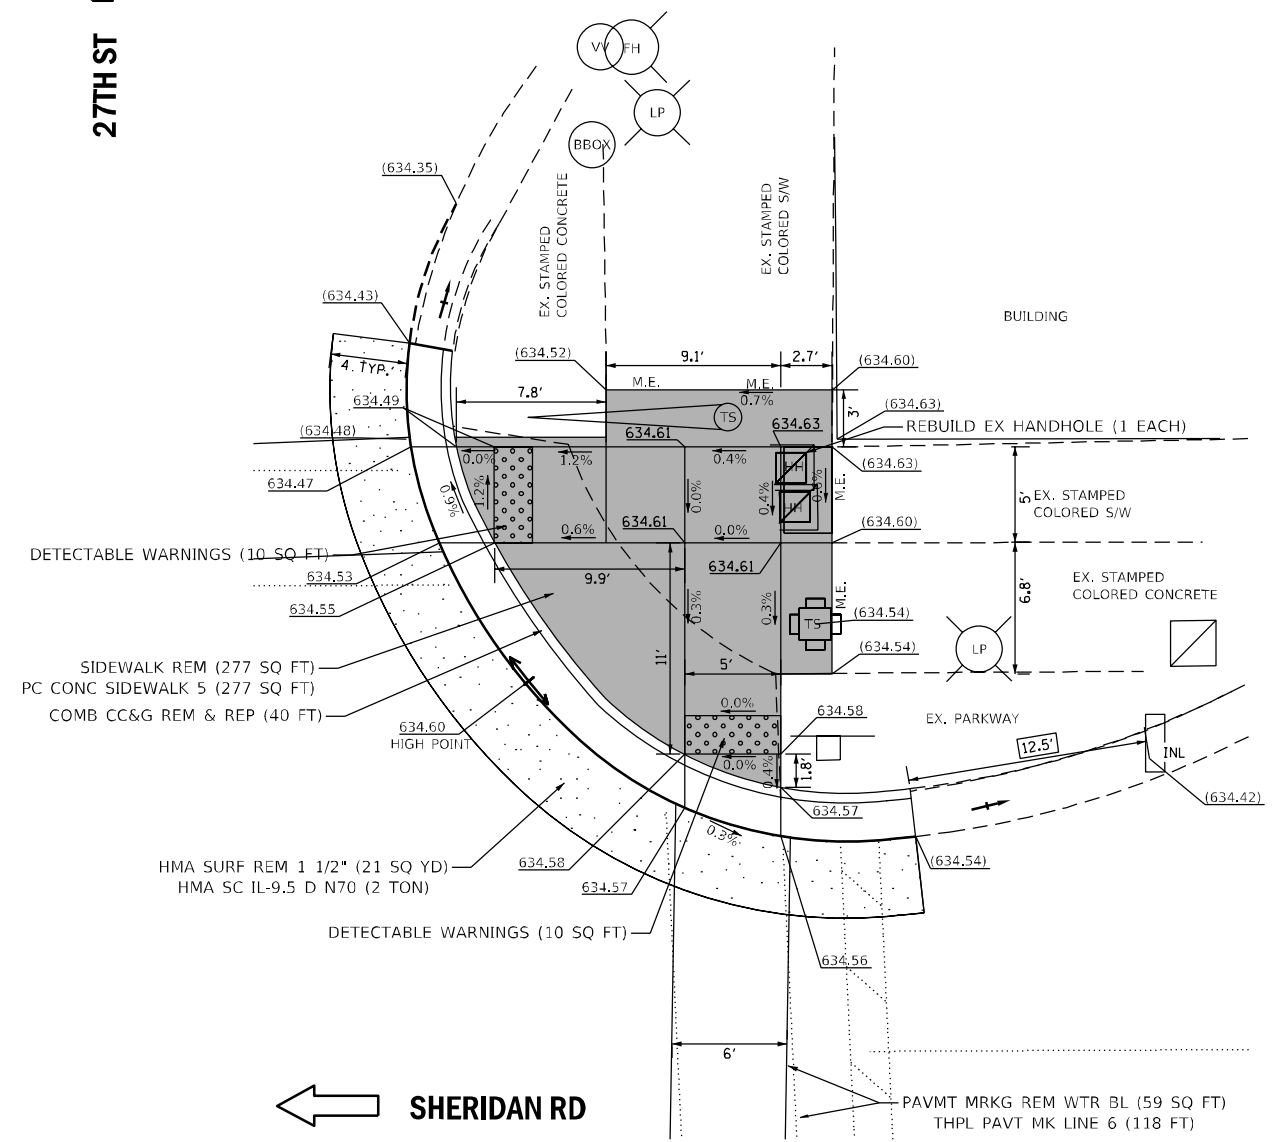 27TH ST
VV
FH
LP
BBOX
(634.35)
EX. STAMPED
COLORED CONCRETE
EX. STAMPED
COLORED S/W
(634.43)
BUILDING
(634.52)
9.1'
2.7'
(634.60)
4. TYP.'
M.E.
M.E.
0.7%
7.8'
3'
634.49
TS
(634.63)
634.63
REBUILD EX HANDHOLE (1 EACH)
(634.48)
634.61
0.0%
1.2%
0.4%
HH
(634.63)
634.47
1.2%
0.9%
0.0%
0.4%
0.6%
M.E.
5'
EX. STAMPED
COLORED S/W
HH
634.61
0.6%
0.0%
(634.60)
DETECTABLE WARNINGS (10 SQ FT)
634.53
9.9'
634.61
EX. STAMPED
COLORED CONCRETE
6.8'
634.55
0.3%
0.3%
M.E.
TS
(634.54)
SIDEWALK REM (277 SQ FT)
PC CONC SIDEWALK 5 (277 SQ FT)
11'
5'
(634.54)
LP
COMB CC&G REM & REP (40 FT)
634.60
HIGH POINT
0.0%
634.58
EX. PARKWAY
0.0%
0.4%
1.8'
12.5'
INL
634.57
(634.42)
0.3%
HMA SURF REM 1 1/2" (21 SQ YD)
HMA SC IL-9.5 D N70 (2 TON)
634.58
634.57
(634.54)
DETECTABLE WARNINGS (10 SQ FT)
634.56
6'
SHERIDAN RD
PAVMT MRKG REM WTR BL (59 SQ FT)
THPL PAVT MK LINE 6 (118 FT)